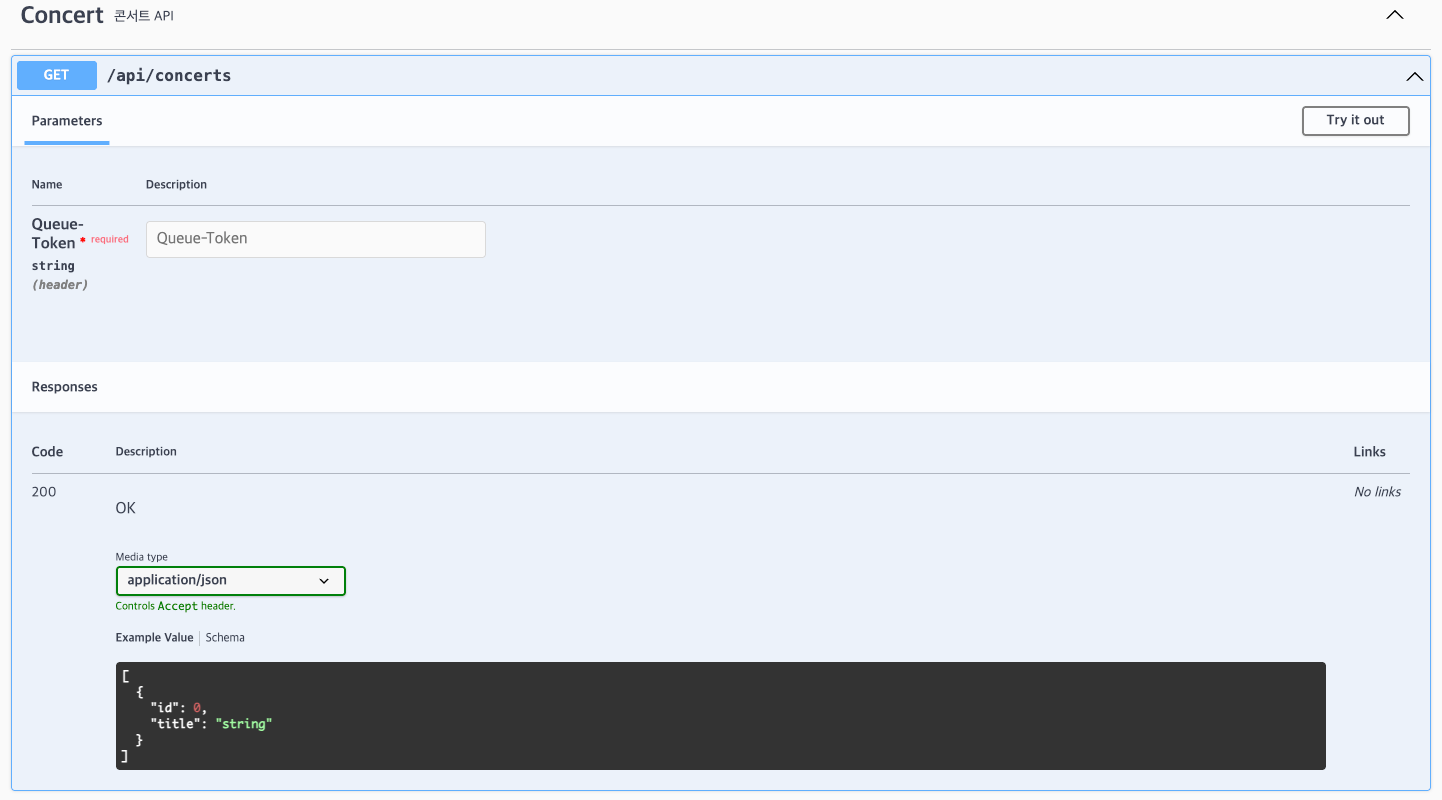 Concert 콘서트 API
GET /api/concerts
Parameters
Try it out
Name Description
Queue-
Token * required
string
(header)
Queue-Token
Responses
Code Description Links
200
OK
No links
Media type
application/json
Controls Accept header.
Example Value Schema
[
  {
    "id": 0,
    "title": "string"
  }
]